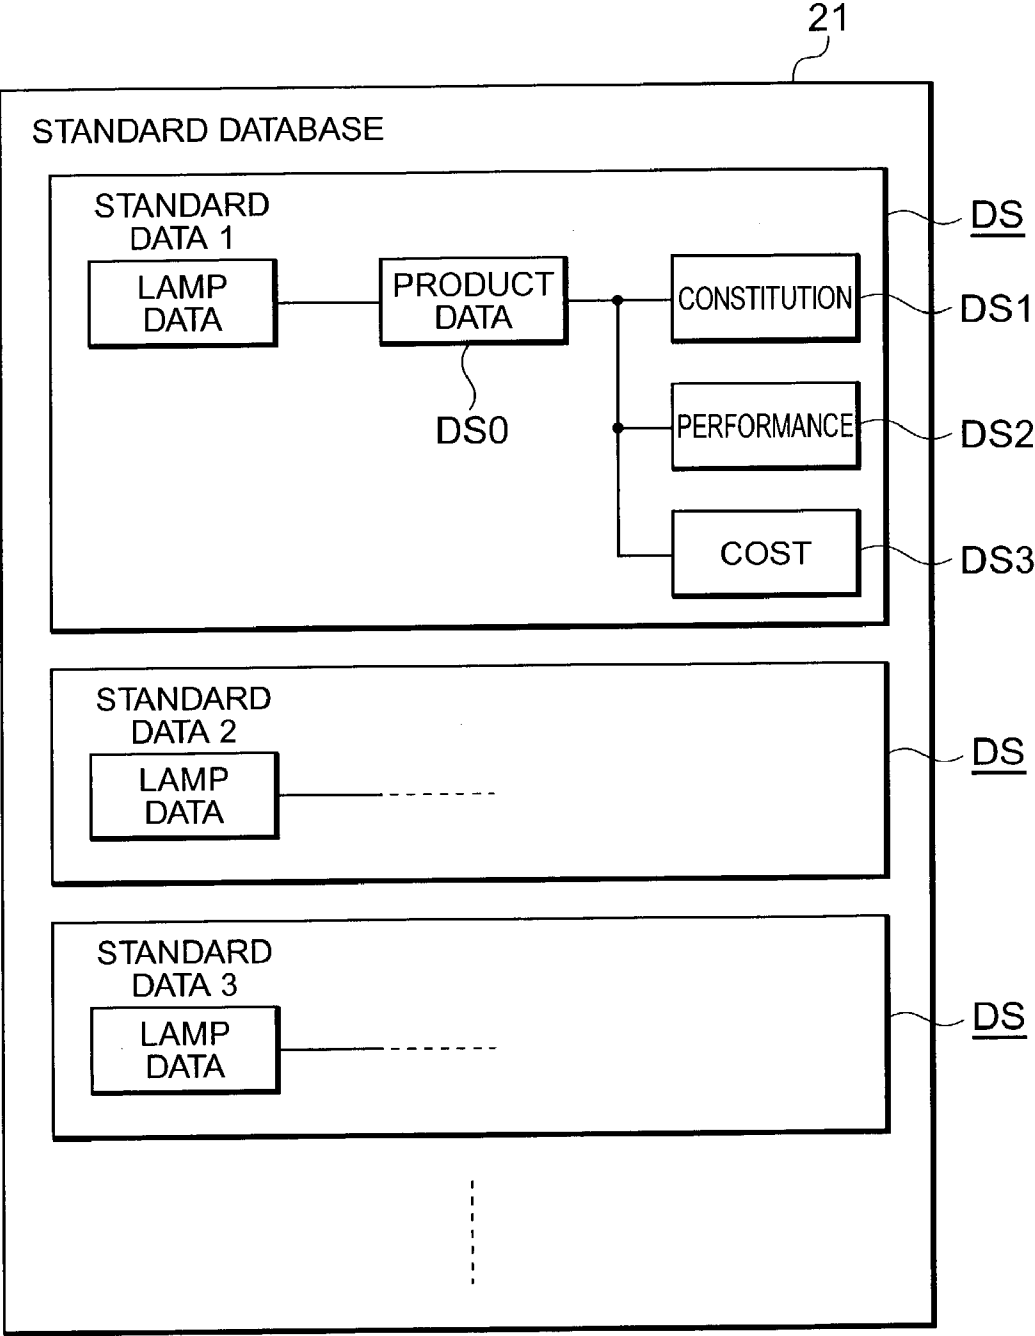 21
STANDARD DATABASE
STANDARD
DATA 1
DS
LAMP
DATA
PRODUCT
DATA
CONSTITUTION
DS1
DS0
PERFORMANCE
DS2
COST
DS3
STANDARD
DATA 2
DS
LAMP
DATA
STANDARD
DATA 3
DS
LAMP
DATA